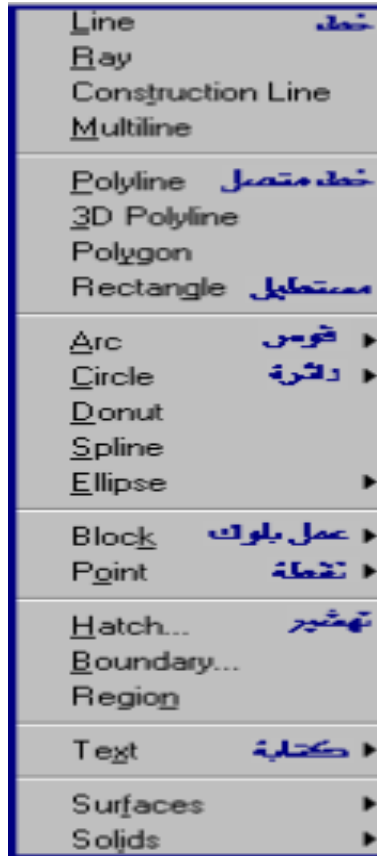 Line خط
Ray
Construction Line
Multiline
Polyline خط متصل
3D Polyline
Polygon
Rectangle مستطيل
Arc قوس
Circle دائرة
Donut
Spline
Ellipse
Block عمل بلوك
Point نقطة
Hatch... تهشير
Boundary...
Region
Text كتابة
Surfaces
Solids